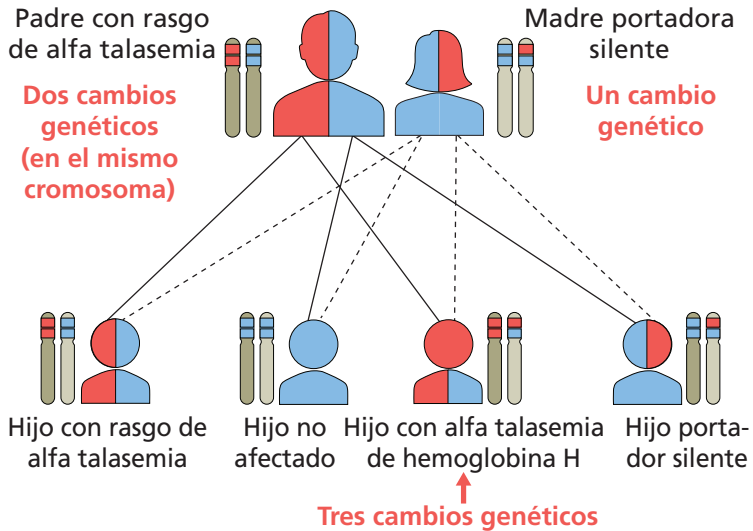 Padre con rasgo
de alfa talasemia
Dos cambios
genéticos
(en el mismo
cromosoma)
Madre portadora
silente
Un cambio
genético
Hijo con rasgo de
alfa talasemia
Hijo no
afectado
Hijo con alfa talasemia
de hemoglobina H
Tres cambios genéticos
Hijo porta-
dor silente